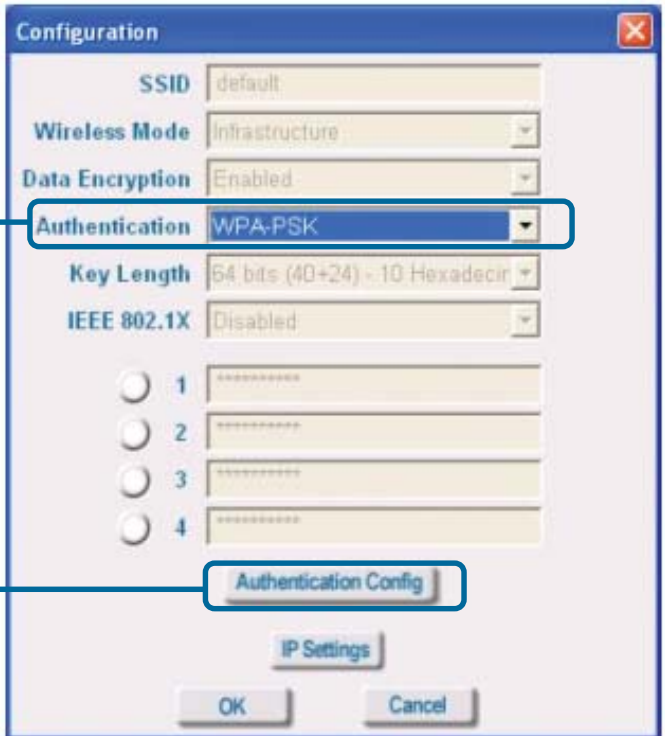 Configuration
SSID default
Wireless Mode Infrastructure
Data Encryption Enabled
Authentication WPA-PSK
Key Length 64 bits (40+24) - 10 Hexadecir
IEEE 802.1X Disabled
1 **********
2 **********
3 **********
4 **********
Authentication Config
IP Settings
OK Cancel